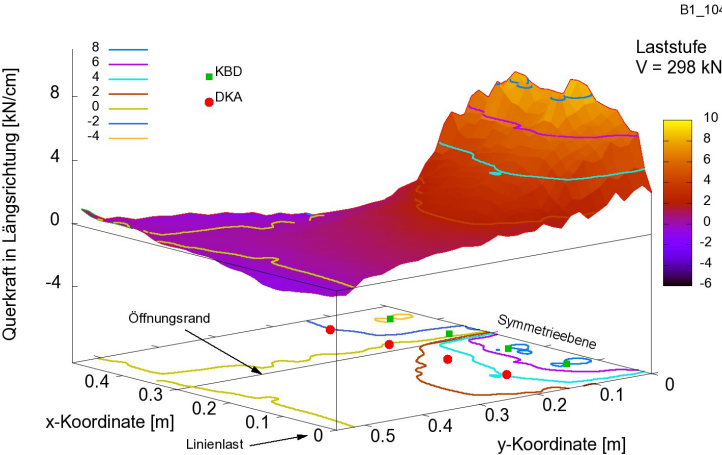 B1_104
Laststufe
V = 298 kN
8
6
4
2
0
-2
-4
KBD
DKA
Querkraft in Längsrichtung [kN/cm]
8
4
0
-4
10
8
6
4
2
0
-2
-4
-6
Öffnungsrand
Symmetrieebene
0.4
0.3
0.2
0.1
0
x-Koordinate [m]
Linienlast
0.5
0.4
0.3
0.2
0.1
0
y-Koordinate [m]